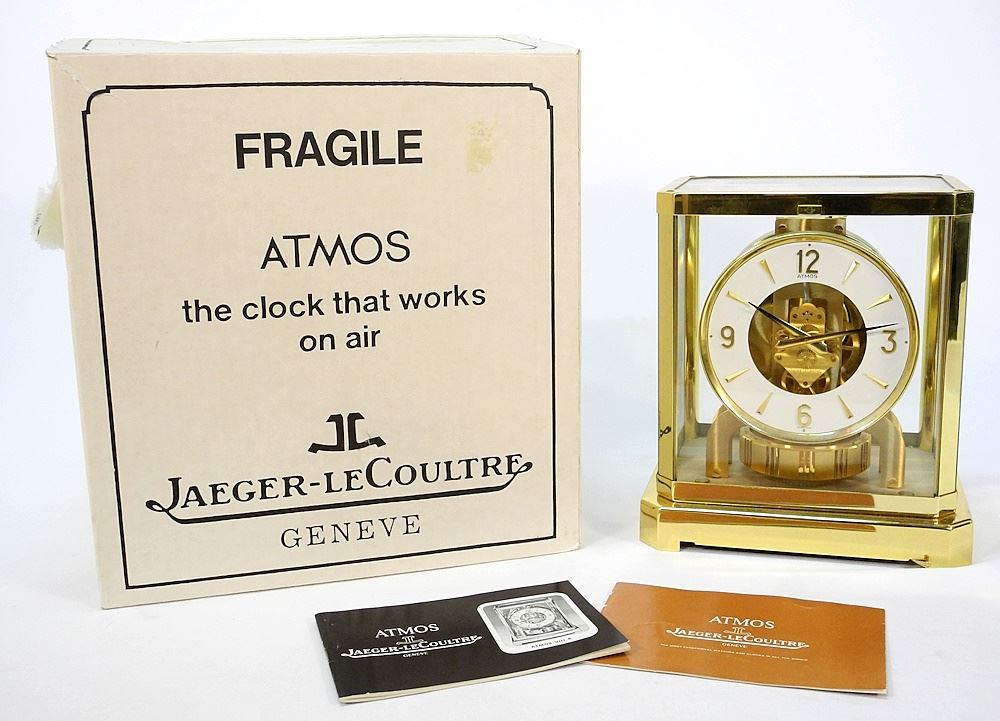 FRAGILE
ATMOS
the clock that works
on air
JAEGER-LECOULTRE
GENEVE
12
ATMOS
9
3
6
ATMOS
JAEGER-LECOULTRE
GENEVE
ATMOS
JAEGER-LECOULTRE
GENEVE